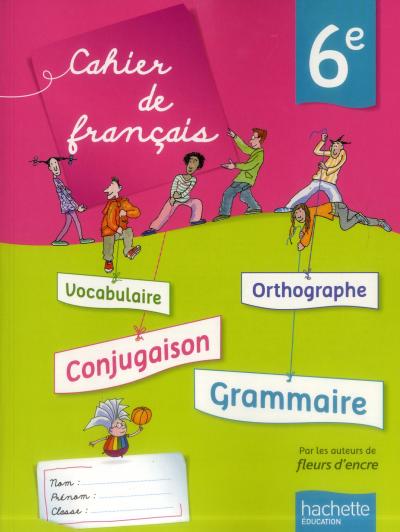 Cahier
de
français
6e
Vocabulaire
Orthographe
Conjugaison
Grammaire
Par les auteurs de
fleurs d'encre
Nom :
Prénom :
Classe :
hachette
ÉDUCATION